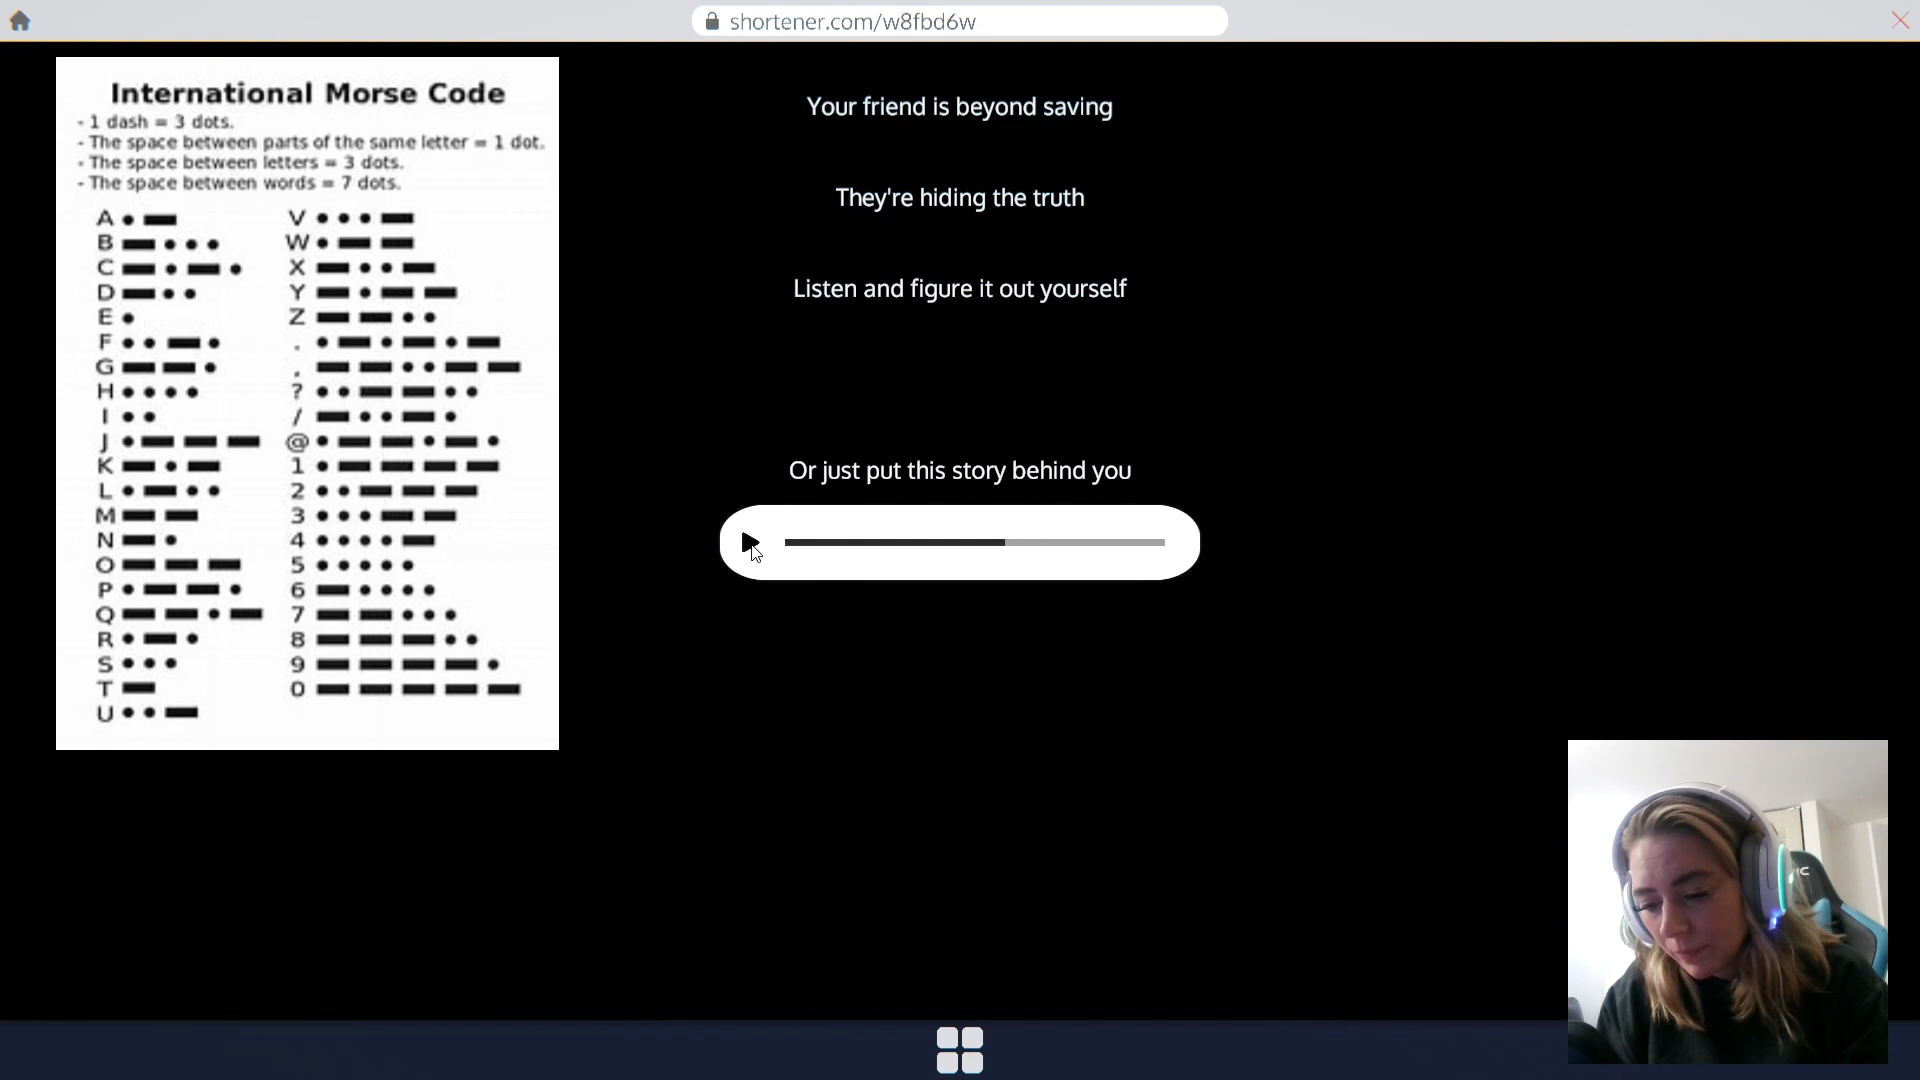 shortener.com/w8fbd6w
International Morse Code
- 1 dash = 3 dots.
- The space between parts of the same letter = 1 dot.
- The space between letters = 3 dots.
- The space between words = 7 dots.
A
B
C
D
E
F
G
H
I
J
K
L
M
N
O
P
Q
R
S
T
U
V
W
X
Y
Z
.
,
?
/
@
1
2
3
4
5
6
7
8
9
0
Your friend is beyond saving
They're hiding the truth
Listen and figure it out yourself
Or just put this story behind you